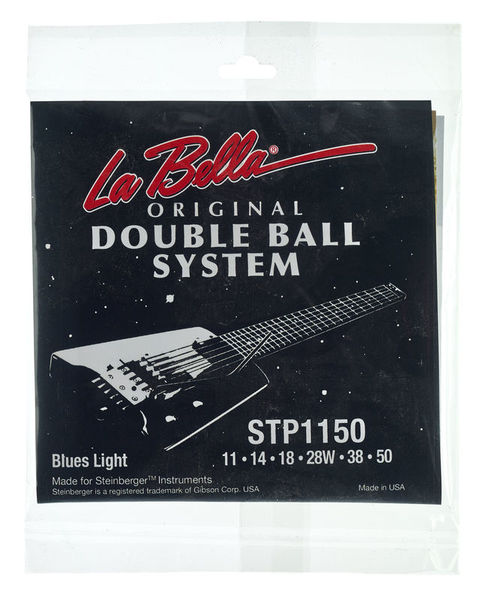 La Bella®
ORIGINAL
DOUBLE BALL
SYSTEM
STP1150
11 • 14 • 18 • 28W • 38 • 50
Blues Light
Made for Steinberger™ Instruments
Steinberger is a registered trademark of Gibson Corp. USA
Made in USA